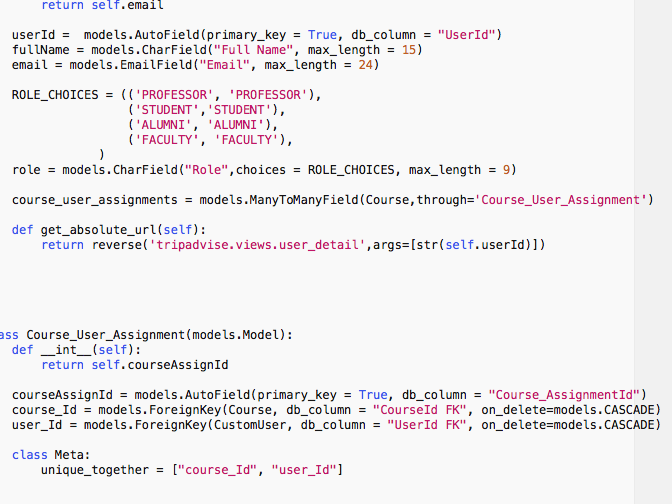 return self.email
userId =  models.AutoField(primary_key = True, db_column = "UserId")
fullName = models.CharField("Full Name", max_length = 15)
email = models.EmailField("Email", max_length = 24)
ROLE_CHOICES = (('PROFESSOR', 'PROFESSOR'),
('STUDENT','STUDENT'),
('ALUMNI', 'ALUMNI'),
('FACULTY', 'FACULTY'),
)
role = models.CharField("Role",choices = ROLE_CHOICES, max_length = 9)
course_user_assignments = models.ManyToManyField(Course,through='Course_User_Assignment')
def get_absolute_url(self):
return reverse('tripadvise.views.user_detail',args=[str(self.userId)])
ass Course_User_Assignment(models.Model):
def __int__(self):
return self.courseAssignId
courseAssignId = models.AutoField(primary_key = True, db_column = "Course_AssignmentId")
course_Id = models.ForeignKey(Course, db_column = "CourseId FK", on_delete=models.CASCADE)
user_Id = models.ForeignKey(CustomUser, db_column = "UserId FK", on_delete=models.CASCADE)
class Meta:
unique_together = ["course_Id", "user_Id"]